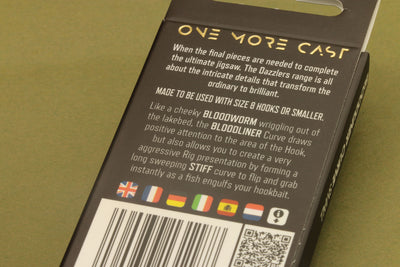 ONE MORE CAST
When the final pieces are needed to complete
the ultimate jigsaw. The Dazzlers range is all
about the intricate details that transform the
ordinary to brilliant.
MADE TO BE USED WITH SIZE 8 HOOKS OR SMALLER.
Like a cheeky BLOODWORM wriggling out of
the lakebed, the BLOODLINER Curve draws
positive attention to the area of the Hook,
but also allows you to create a very
aggressive Rig presentation by forming a
long sweeping STIFF curve to flip and grab
instantly as a fish engulfs your hookbait.